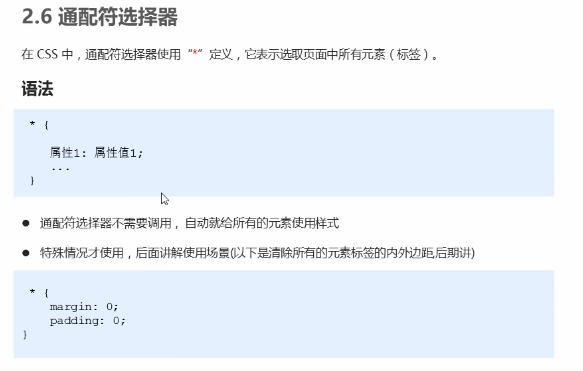 2.6 通配符选择器
在 CSS 中，通配符选择器使用“*”定义，它表示选取页面中所有元素（标签）。
语法
* {
属性1: 属性值1;
...
}
● 通配符选择器不需要调用，自动就给所有的元素使用样式
● 特殊情况才使用，后面讲解使用场景(以下是清除所有的元素标签的内外边距,后期讲)
* {
margin: 0;
padding: 0;
}